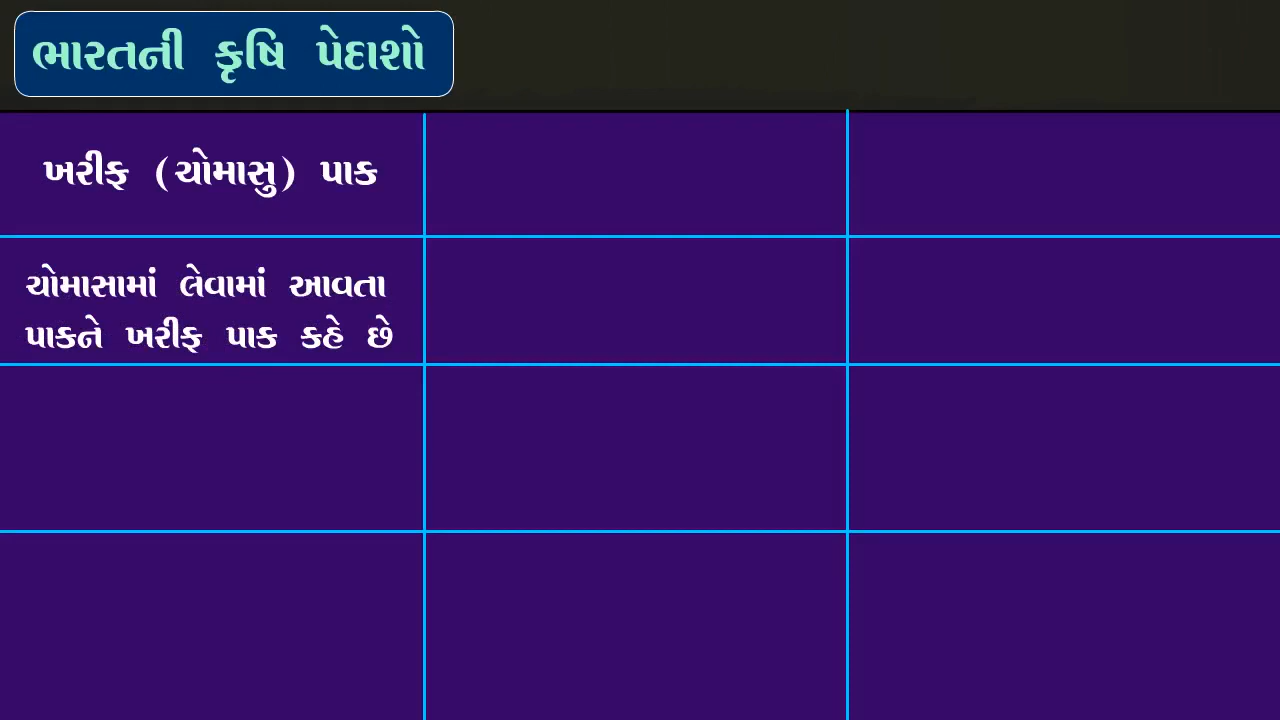 ભારતની કૃષિ પેદાશો
ખરીફ (ચોમાસુ) પાક
ચોમાસામાં લેવામાં આવતા
પાકને ખરીફ પાક કહે છે